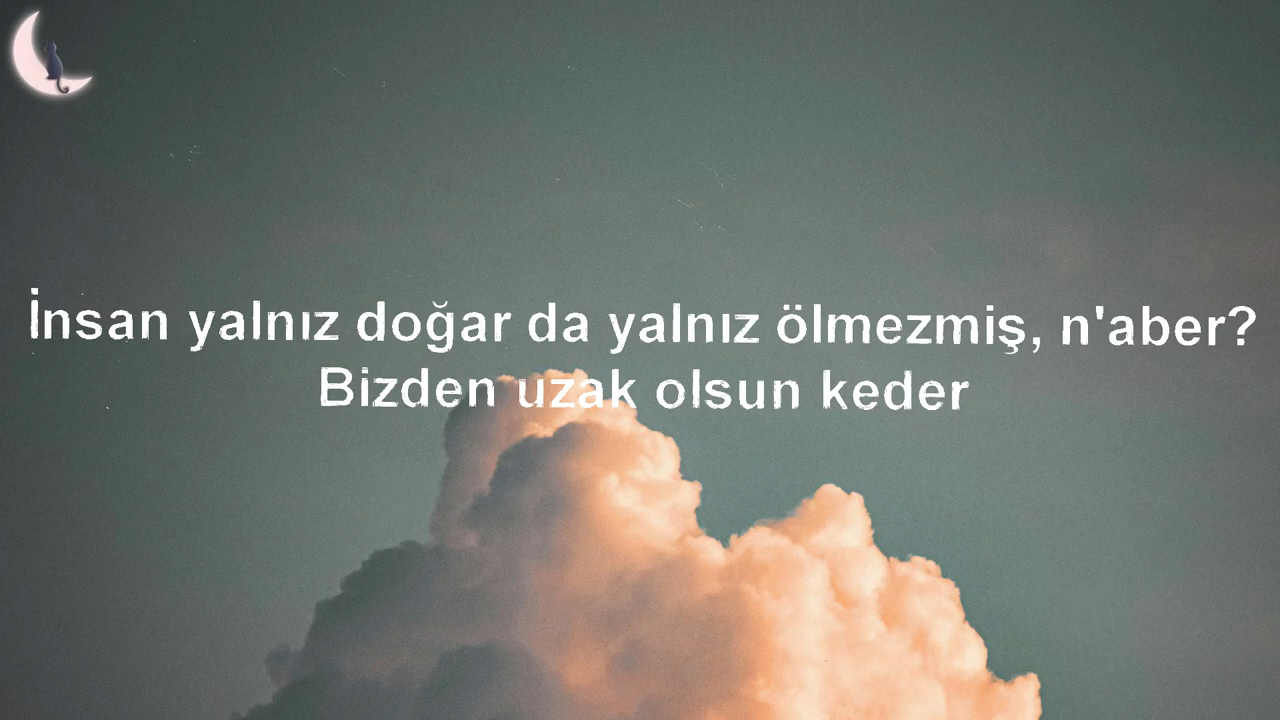 İnsan yalnız doğar da yalnız ölmezmiş, n'aber?
Bizden uzak olsun keder